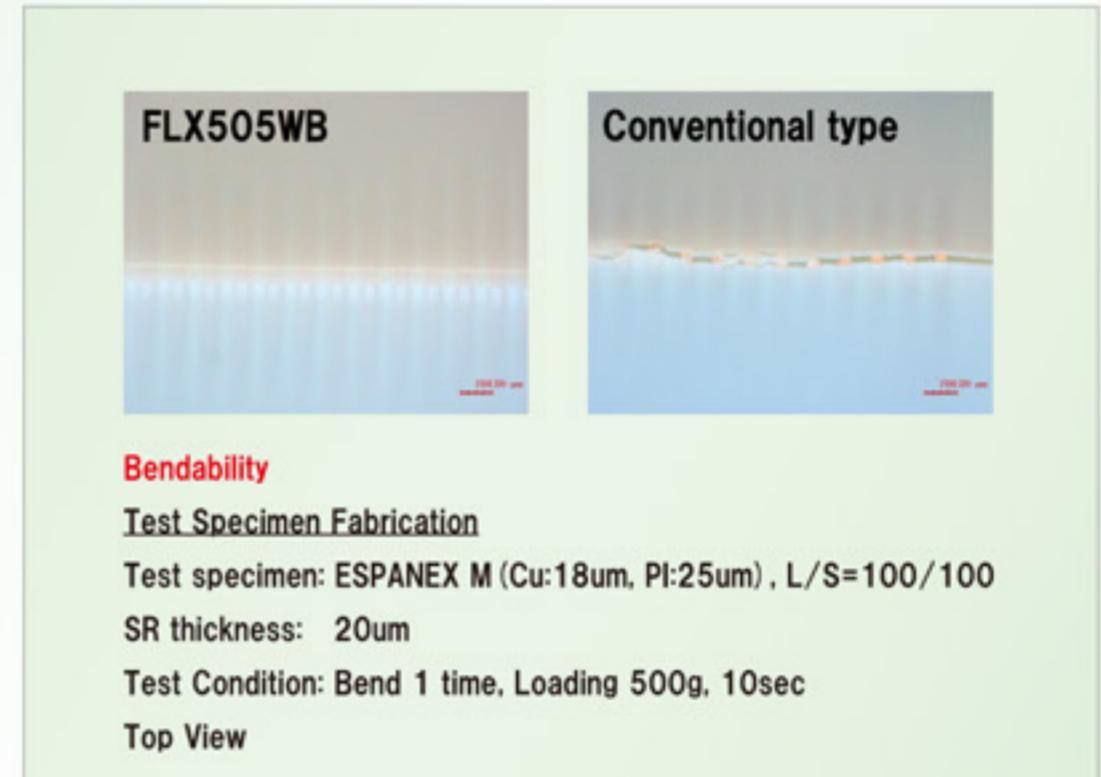 FLX505WB
Conventional type
Bendability
Test Specimen Fabrication
Test specimen: ESPANEX M (Cu:18um, PI:25um), L/S=100/100
SR thickness: 20um
Test Condition: Bend 1 time, Loading 500g, 10sec
Top View